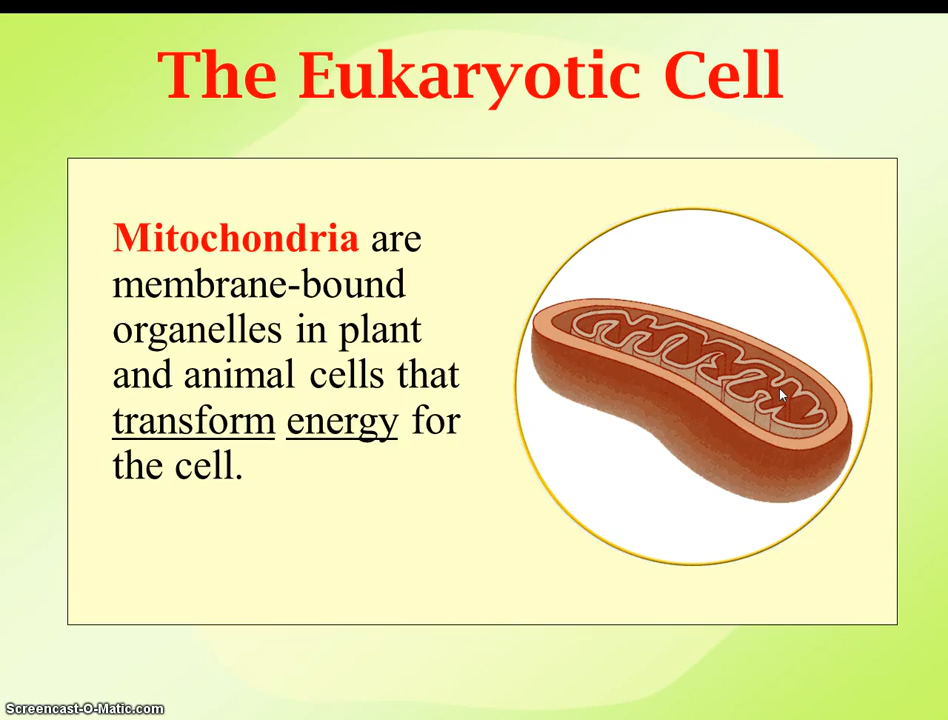 The Eukaryotic Cell
Mitochondria are
membrane-bound
organelles in plant
and animal cells that
transform energy for
the cell.
Screencast-O-Matic.com